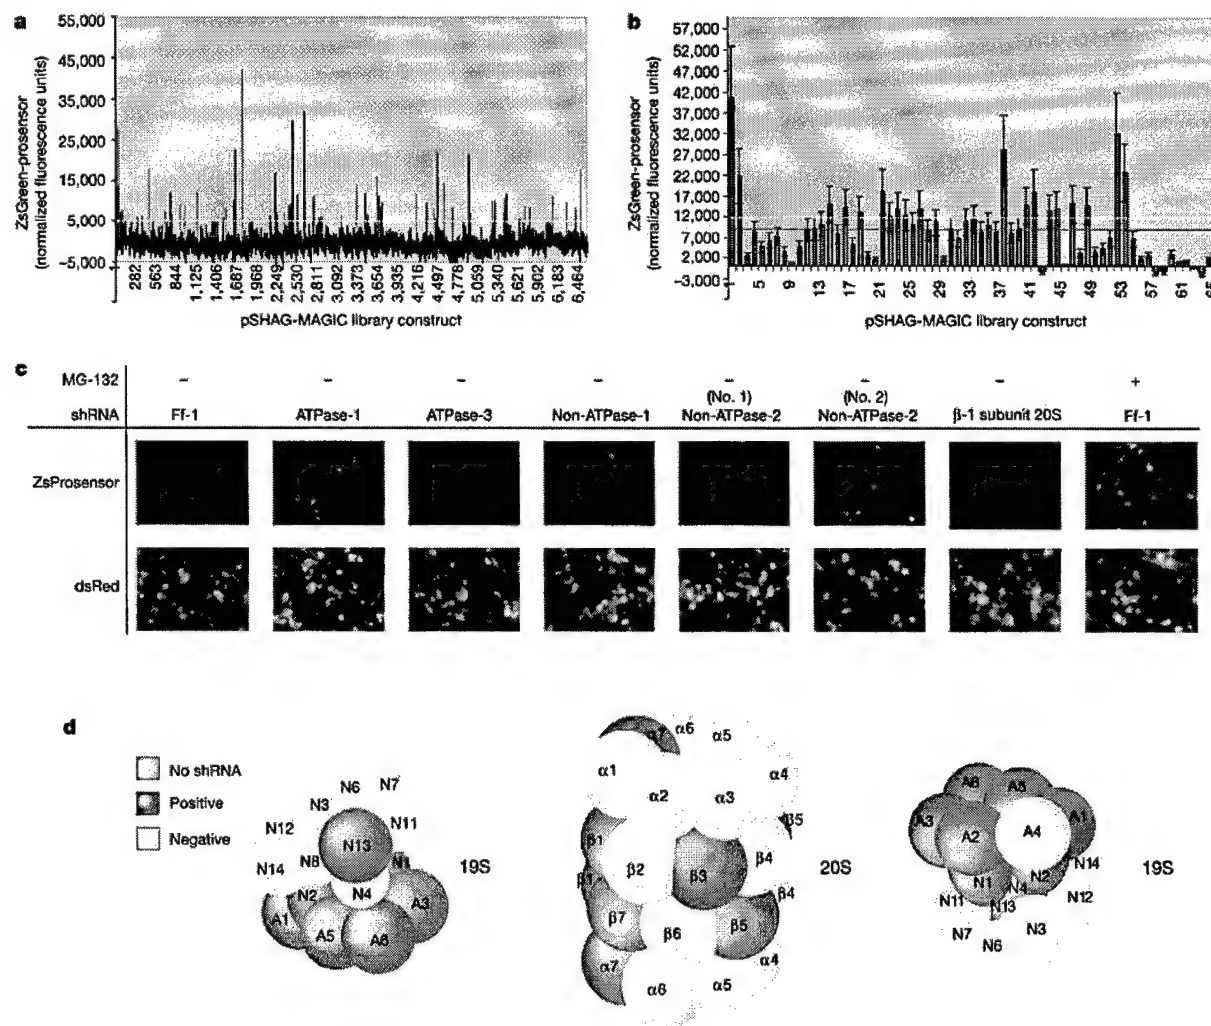 a
ZsGreen-prosensor
(normalized fluorescence units)
55,000
45,000
35,000
25,000
15,000
5,000
–5,000
282
563
844
1,125
1,406
1,687
1,968
2,249
2,530
2,811
3,092
3,373
3,654
3,935
4,216
4,497
4,778
5,059
5,340
5,621
5,902
6,183
6,464
pSHAG-MAGIC library construct
b
ZsGreen-prosensor
(normalized fluorescence units)
57,000
52,000
47,000
42,000
37,000
32,000
27,000
22,000
17,000
12,000
7,000
2,000
–3,000
1
5
9
13
17
21
25
29
33
37
41
45
49
53
57
61
65
* ** *
pSHAG-MAGIC library construct
c
MG-132 – – – – – – – +
(No. 1) (No. 2)
shRNA Ff-1 ATPase-1 ATPase-3 Non-ATPase-1 Non-ATPase-2 Non-ATPase-2 β-1 subunit 20S Ff-1
ZsProsensor
dsRed
d
No shRNA
Positive
Negative
N6 N7
N3
N12 N13 N11
N14 N8 N1 19S
N2 N4
A1 A5 A6 A3
α7 α6 α5
α1 α4
α2 α3
β5
β1 β2 β3 β4 20S
β1 β4
β7 β6 β5
α7 α4
α6 α5
A6 A5
A3 A2 A4 A1
N14 19S
N1 N4 N2
N11 N13 N12
N7 N6 N3